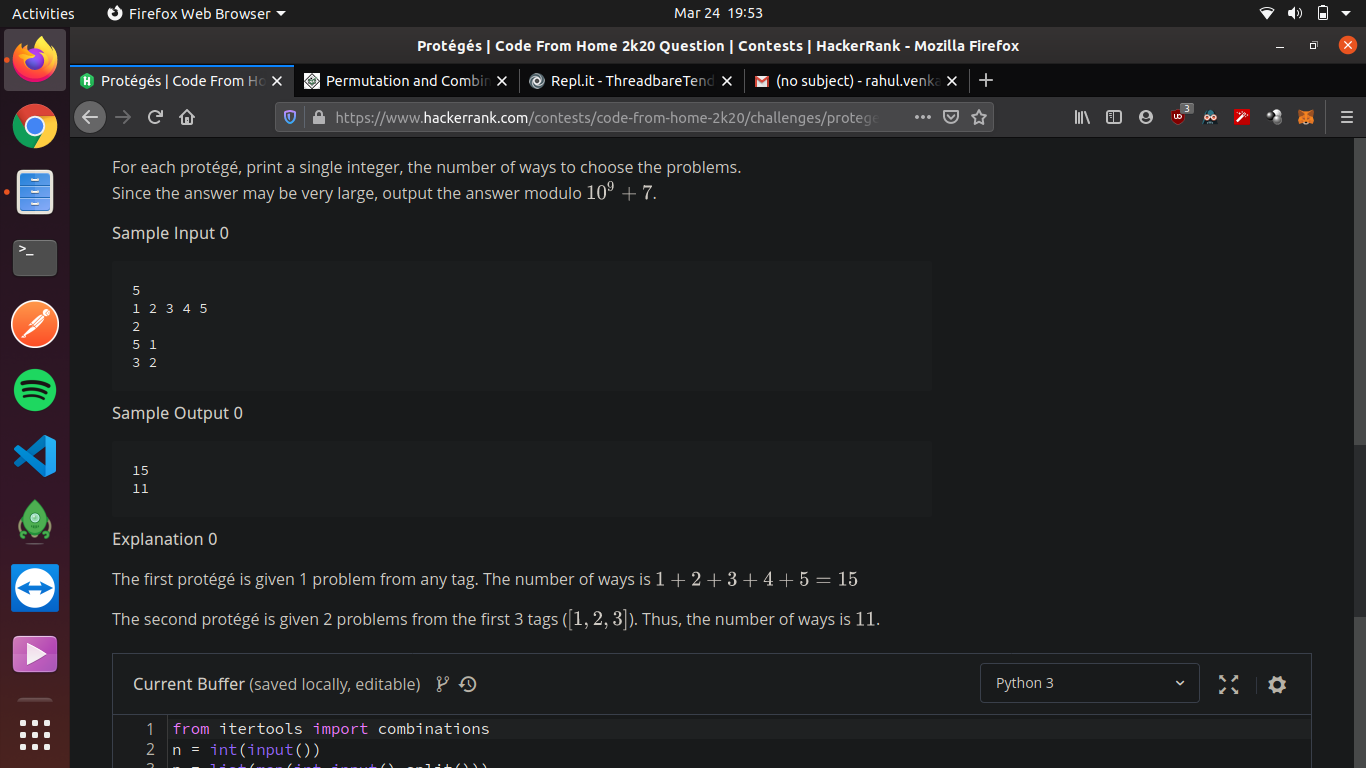 Activities Firefox Web Browser Mar 24 19:53
Protégés | Code From Home 2k20 Question | Contests | HackerRank - Mozilla Firefox
Protégés | Code From Ho Permutation and Combin Repl.it - ThreadbareTend (no subject) - rahul.venka
https://www.hackerrank.com/contests/code-from-home-2k20/challenges/protege 3
For each protégé, print a single integer, the number of ways to choose the problems.
Since the answer may be very large, output the answer modulo 10⁹ + 7.
Sample Input 0
5
1 2 3 4 5
2
5 1
3 2
Sample Output 0
15
11
Explanation 0
The first protégé is given 1 problem from any tag. The number of ways is 1 + 2 + 3 + 4 + 5 = 15
The second protégé is given 2 problems from the first 3 tags ([1, 2, 3]). Thus, the number of ways is 11.
Current Buffer (saved locally, editable) Python 3
1 from itertools import combinations
2 n = int(input())